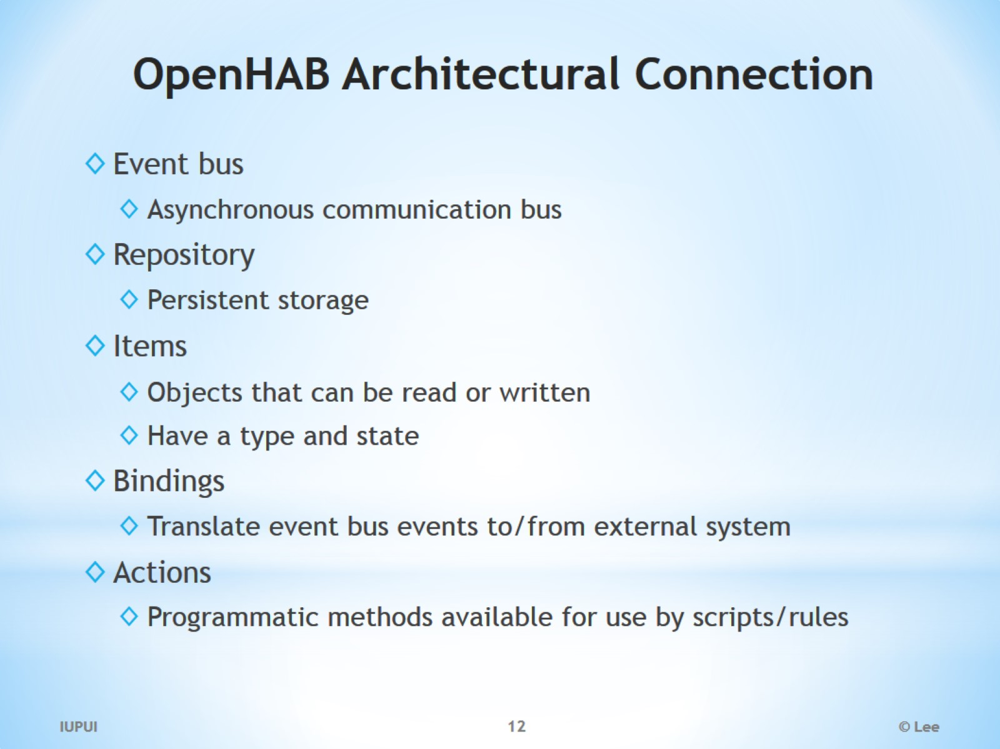 OpenHAB Architectural Connection
Event bus
Asynchronous communication bus
Repository
Persistent storage
Items
Objects that can be read or written
Have a type and state
Bindings
Translate event bus events to/from external system
Actions
Programmatic methods available for use by scripts/rules
IUPUI 12 © Lee